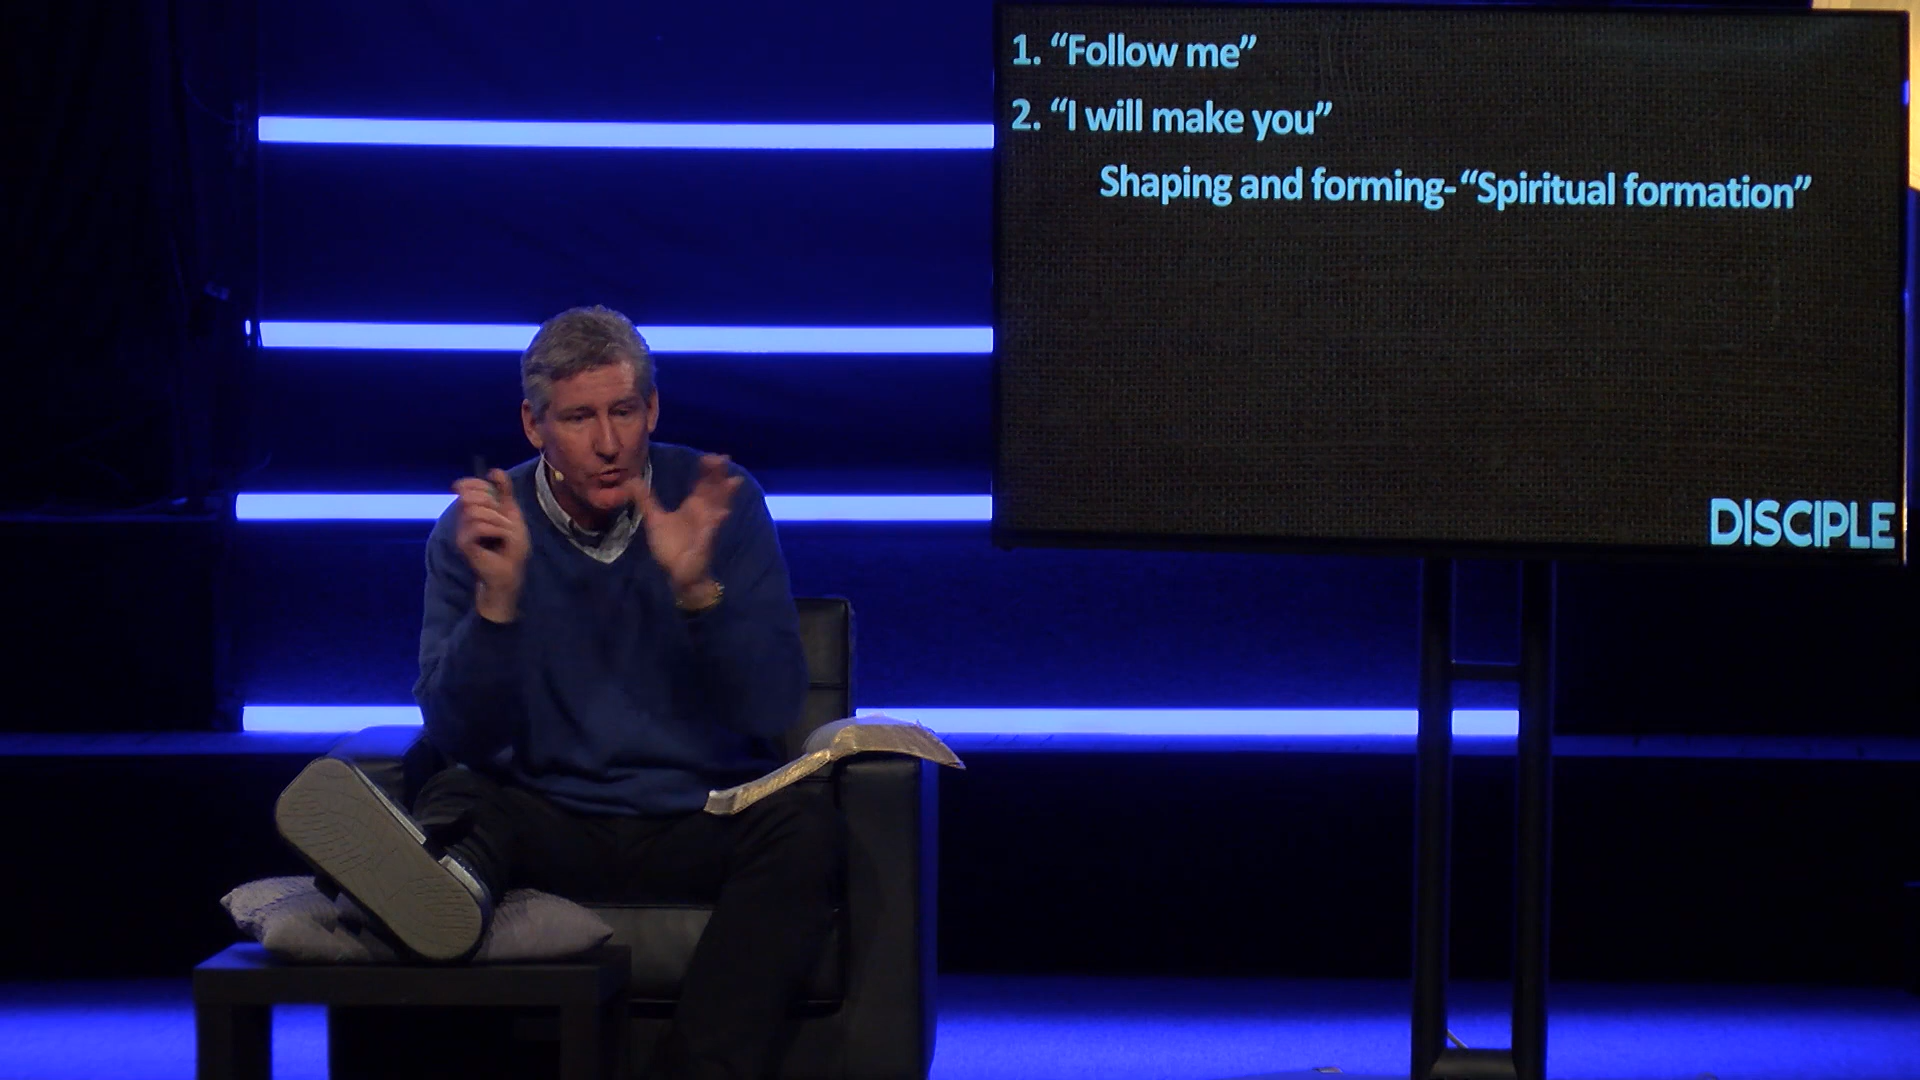 1. “Follow me”
2. “I will make you”
Shaping and forming- “Spiritual formation”
DISCIPLE